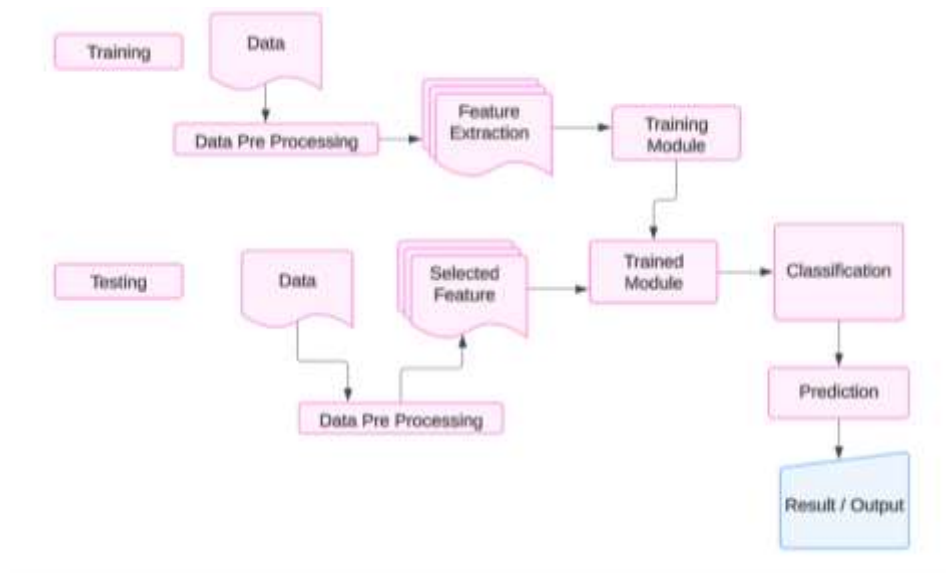 Training
Data
Data Pre Processing
Feature
Extraction
Training
Module
Testing
Data
Selected
Feature
Trained
Module
Classification
Data Pre Processing
Prediction
Result / Output